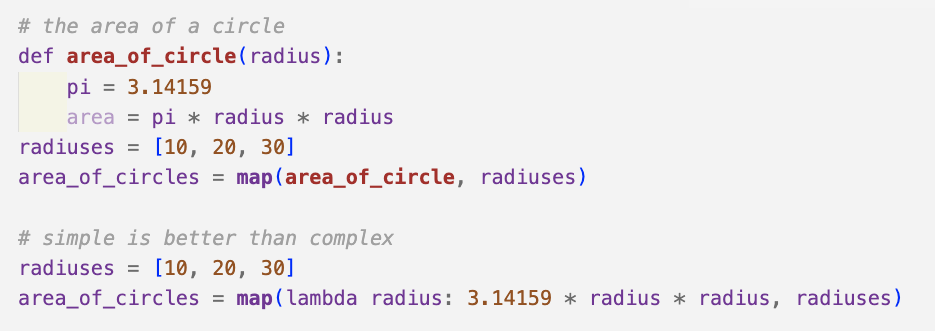 # the area of a circle
def area_of_circle(radius):
    pi = 3.14159
    area = pi * radius * radius
radiuses = [10, 20, 30]
area_of_circles = map(area_of_circle, radiuses)

# simple is better than complex
radiuses = [10, 20, 30]
area_of_circles = map(lambda radius: 3.14159 * radius * radius, radiuses)